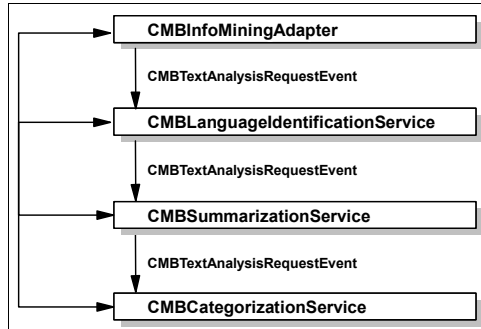 CMBInfoMiningAdapter
CMBTextAnalysisRequestEvent
CMBLanguageIdentificationService
CMBTextAnalysisRequestEvent
CMBSummarizationService
CMBTextAnalysisRequestEvent
CMBCategorizationService